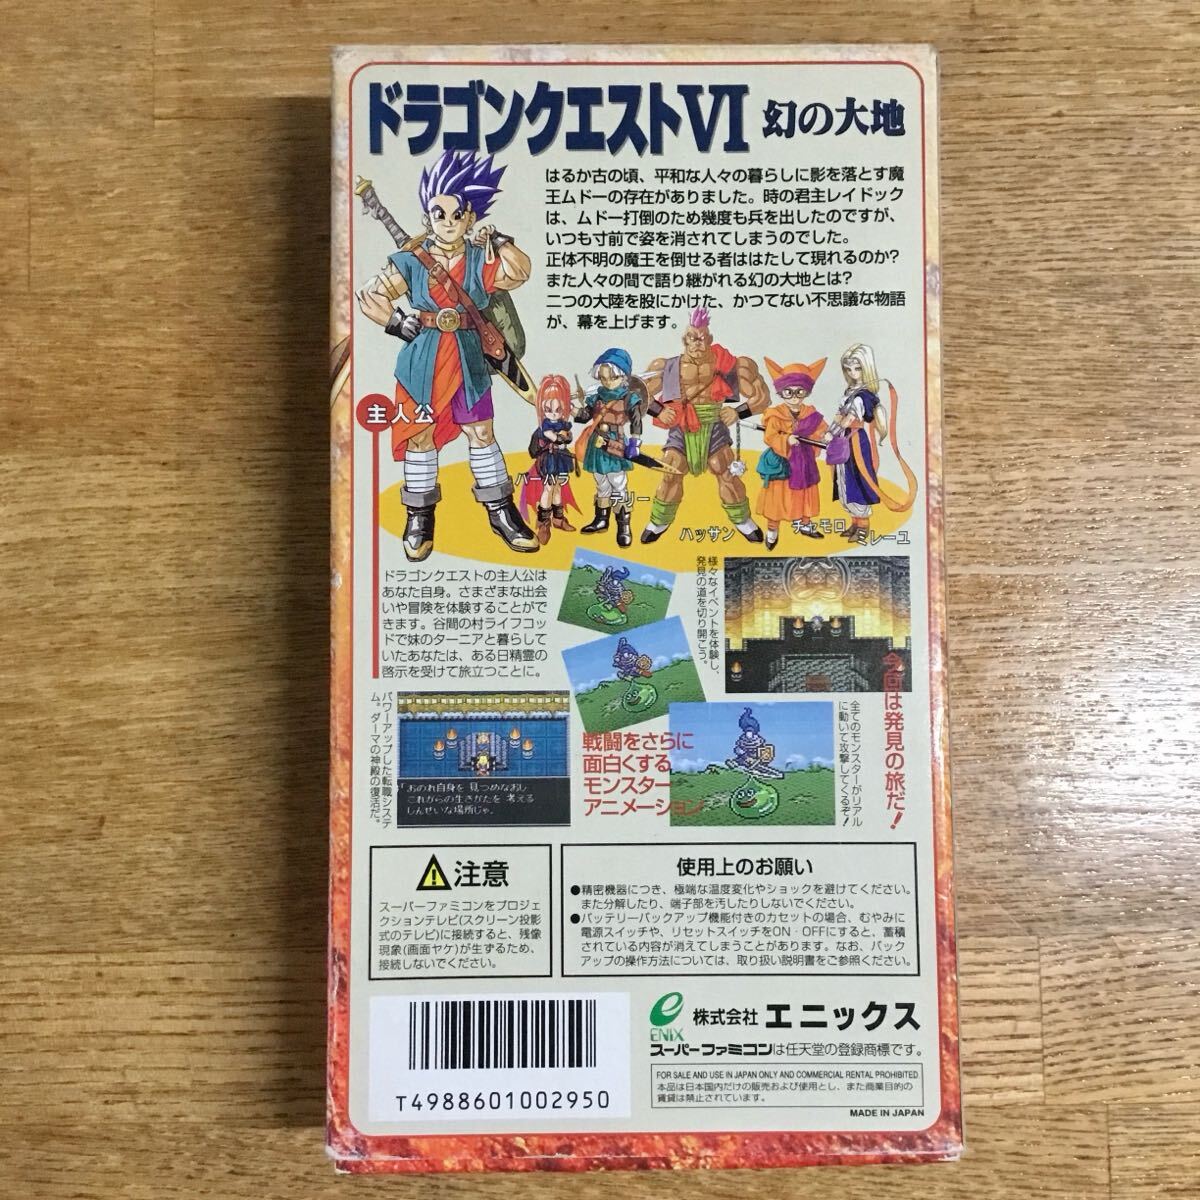 ドラゴンクエストVI 幻の大地
はるか古の頃、平和な人々の暮らしに影を落とす魔
王ムドーの存在がありました。時の君主レイドック
は、ムドー打倒のため幾度も兵を出したのですが、
いつも寸前で姿を消されてしまうのでした。
正体不明の魔王を倒せる者ははたして現れるのか?
また人々の間で語り継がれる幻の大地とは?
二つの大陸を股にかけた、かつてない不思議な物語
が、幕を上げます。
主人公
バーバラ
テリー
ハッサン
チャモロ
ミレーユ
ドラゴンクエストの主人公は
あなた自身。さまざまな出会
いや冒険を体験することがで
きます。谷間の村ライフコッ
ドで妹のターニアと暮らして
いたあなたは、ある日精霊の
啓示を受けて旅立つことに。
様々なイベントを体験し、
発見の道を切り開こう。
今回は発見の旅だ!
全てのモンスターがリアル
に動いて攻撃してくるぞ!
戦闘をさらに
面白くする
モンスター
アニメーション
パワーアップした転職システ
ム。ダーマの神殿の復活だ。
「おのれ自身を 見つめなおし
これからの生きがたを 考える
しんせいな場所じゃ。
注意
スーパーファミコンをプロジェ
クションテレビ(スクリーン投影
式のテレビ)に接続すると、残像
現象(画面ヤケ)が生ずるため、
接続しないでください。
使用上のお願い
●精密機器につき、極端な温度変化やショックを避けてください。
また分解したり、端子部を汚したりしないでください。
●バッテリーバックアップ機能付きのカセットの場合、むやみに
電源スイッチや、リセットスイッチをON・OFFにすると、蓄積
されている内容が消えてしまうことがあります。なお、バック
アップの操作方法については、取り扱い説明書をご参照ください。
T4988601002950
ENIX
株式会社 エニックス
スーパーファミコンは任天堂の登録商標です。
FOR SALE AND USE IN JAPAN ONLY AND COMMERCIAL RENTAL PROHIBITED.
本品は日本国内だけの販売および使用とし、また商業目的の
賃貸は禁止されています。
MADE IN JAPAN